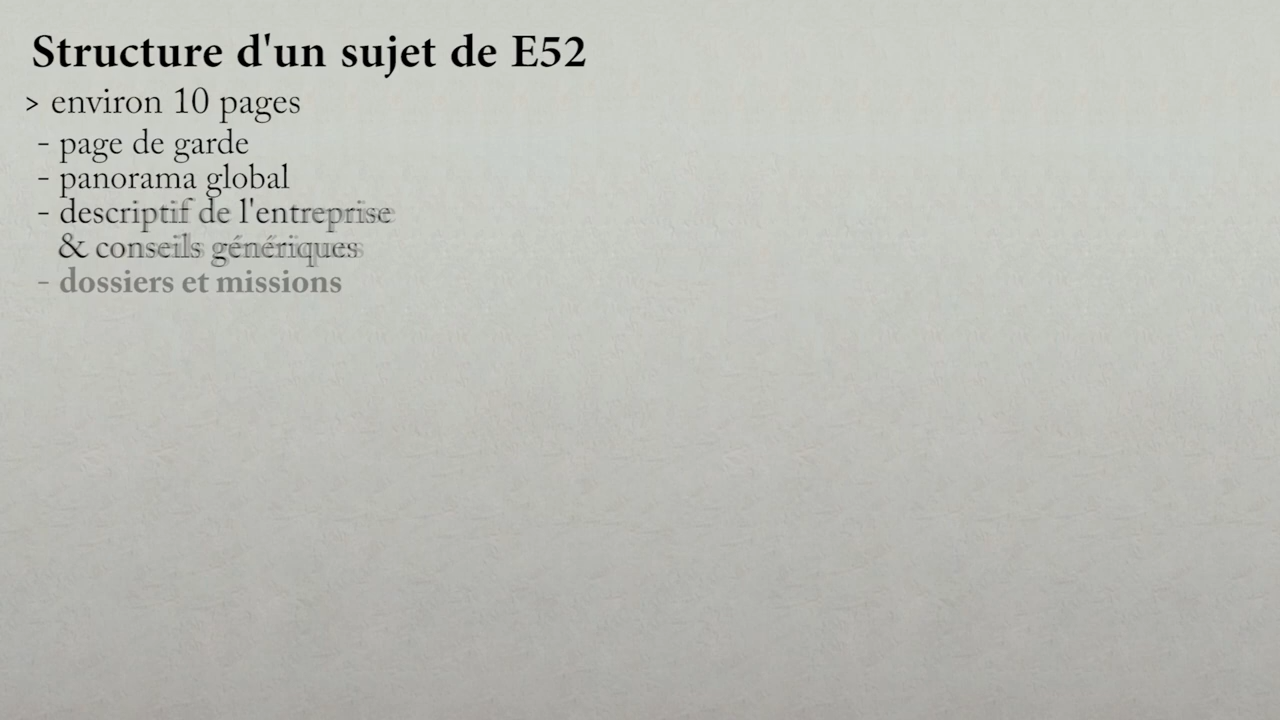 Structure d'un sujet de E52
> environ 10 pages
- page de garde
- panorama global
- descriptif de l'entreprise
& conseils génériques
- dossiers et missions